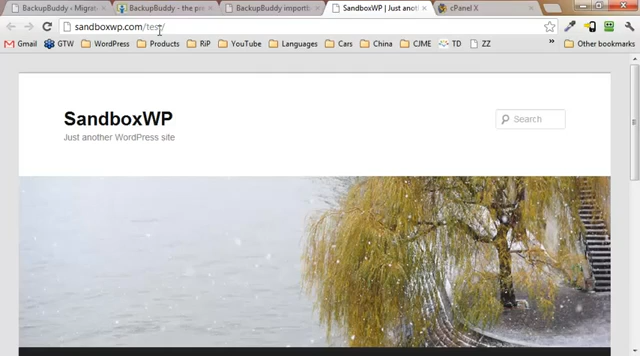 BackupBuddy - Migrat
BackupBuddy - the pr
BackupBuddy importb
SandboxWP | Just anot
cPanel X
sandboxwp.com/test/
Gmail GTW WordPress Products RiP YouTube Languages Cars China CJME TD ZZ » Other bookmarks
SandboxWP
Search
Just another WordPress site